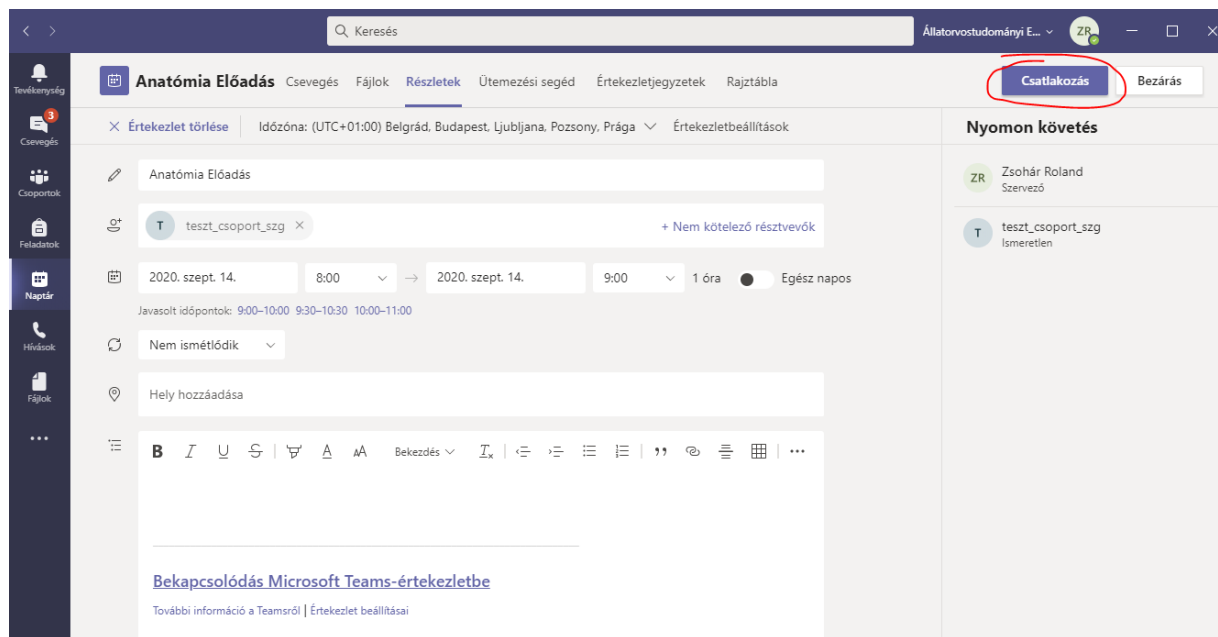 Keresés
Állatorvostudományi E...
ZR
Tevékenység
3
Csevegés
Csoportok
Feladatok
Naptár
Hívások
Fájlok
Anatómia Előadás Csevegés Fájlok Részletek Ütemezési segéd Értekezletjegyzetek Rajztábla
Csatlakozás Bezárás
Értekezlet törlése Időzóna: (UTC+01:00) Belgrád, Budapest, Ljubljana, Pozsony, Prága Értekezletbeállítások
Anatómia Előadás
T teszt_csoport_szg × + Nem kötelező résztvevők
2020. szept. 14. 8:00 → 2020. szept. 14. 9:00 1 óra Egész napos
Javasolt időpontok: 9:00–10:00 9:30–10:30 10:00–11:00
Nem ismétlődik
Hely hozzáadása
B I U S A AA Bekezdés
Bekapcsolódás Microsoft Teams-értekezletbe
További információ a Teamsről | Értekezlet beállításai
Nyomon követés
ZR Zsohár Roland
Szervező
T teszt_csoport_szg
Ismeretlen